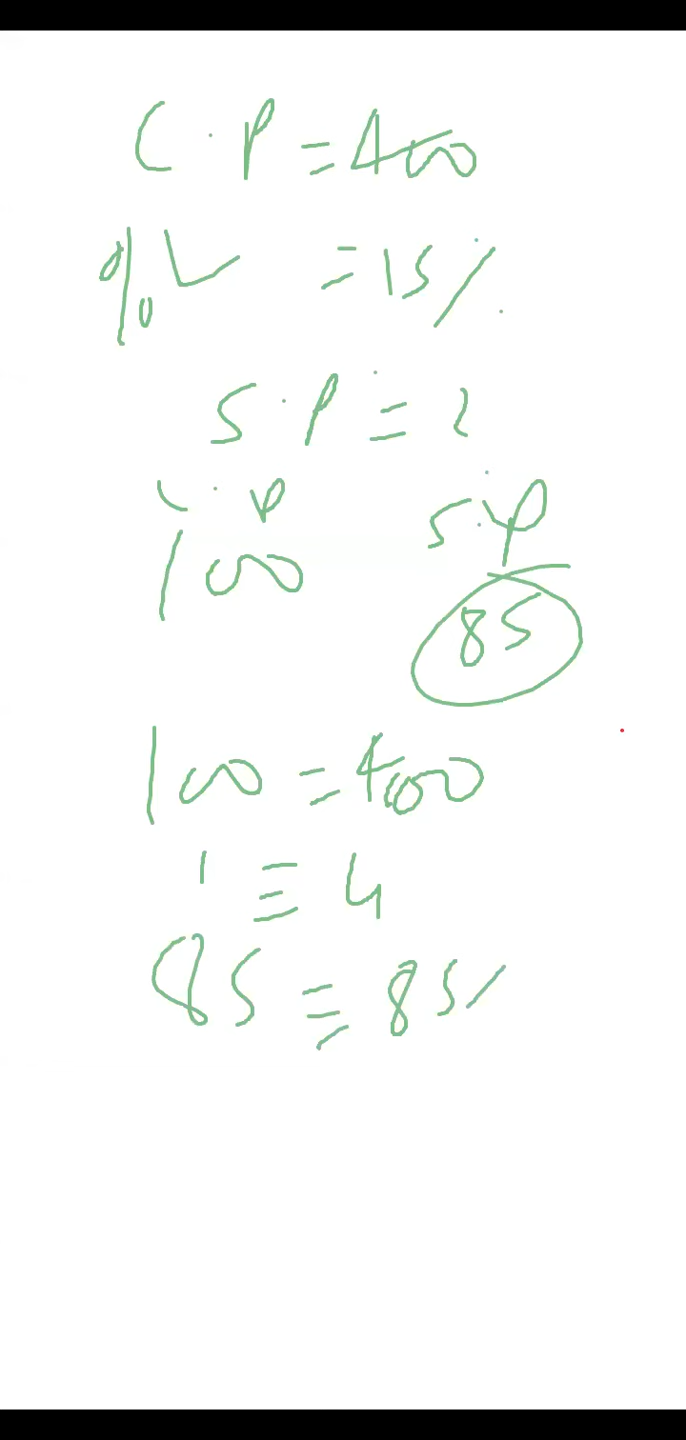 C.P = 400
%L = 15%
S.P = ?
C.P S.P
100 85
100 = 400
1 ≡ 4
85 ≡ 85